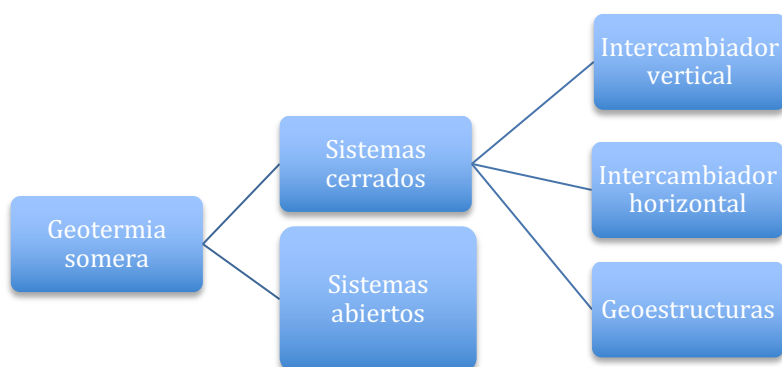 Geotermia
somera
Sistemas
cerrados
Sistemas
abiertos
Intercambiador
vertical
Intercambiador
horizontal
Geoestructuras